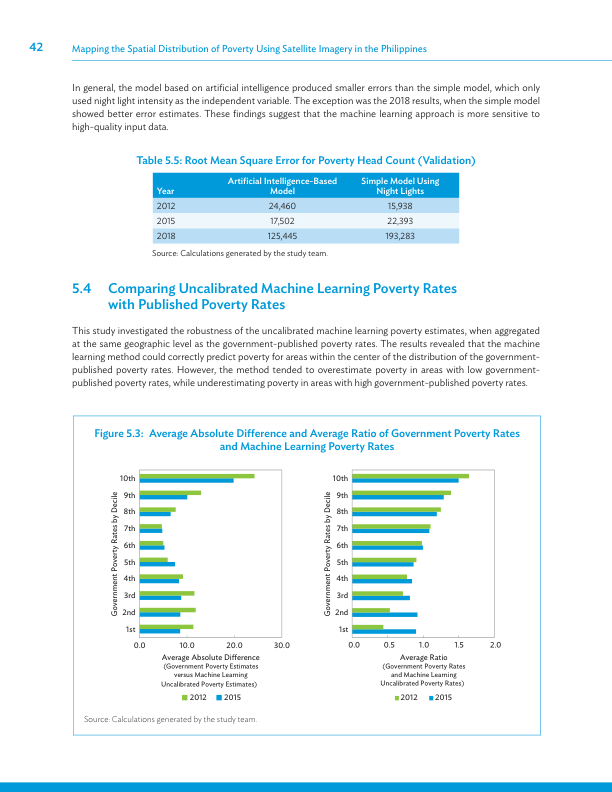 42
Mapping the Spatial Distribution of Poverty Using Satellite Imagery in the Philippines
In general, the model based on artificial intelligence produced smaller errors than the simple model, which only
used night light intensity as the independent variable. The exception was the 2018 results, when the simple model
showed better error estimates. These findings suggest that the machine learning approach is more sensitive to
high-quality input data.
Table 5.5: Root Mean Square Error for Poverty Head Count (Validation)
Year
Artificial Intelligence–Based
Model
Simple Model Using
Night Lights
2012 24,460 15,938
2015 17,502 22,393
2018 125,445 193,283
Source: Calculations generated by the study team.
5.4 Comparing Uncalibrated Machine Learning Poverty Rates
with Published Poverty Rates
This study investigated the robustness of the uncalibrated machine learning poverty estimates, when aggregated
at the same geographic level as the government-published poverty rates. The results revealed that the machine
learning method could correctly predict poverty for areas within the center of the distribution of the government-
published poverty rates. However, the method tended to overestimate poverty in areas with low government-
published poverty rates, while underestimating poverty in areas with high government-published poverty rates.
Figure 5.3: Average Absolute Difference and Average Ratio of Government Poverty Rates
and Machine Learning Poverty Rates
Government Poverty Rates by Decile
10th
9th
8th
7th
6th
5th
4th
3rd
2nd
1st
0.0 10.0 20.0 30.0
Average Absolute Difference
(Government Poverty Estimates
versus Machine Learning
Uncalibrated Poverty Estimates)
2012 2015
Government Poverty Rates by Decile
10th
9th
8th
7th
6th
5th
4th
3rd
2nd
1st
0.0 0.5 1.0 1.5 2.0
Average Ratio
(Government Poverty Rates
and Machine Learning
Uncalibrated Poverty Rates)
2012 2015
Source: Calculations generated by the study team.